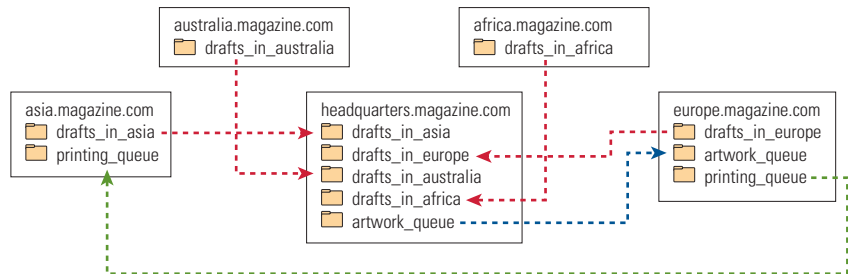 australia.magazine.com
drafts_in_australia
africa.magazine.com
drafts_in_africa
asia.magazine.com
drafts_in_asia
printing_queue
headquarters.magazine.com
drafts_in_asia
drafts_in_europe
drafts_in_australia
drafts_in_africa
artwork_queue
europe.magazine.com
drafts_in_europe
artwork_queue
printing_queue